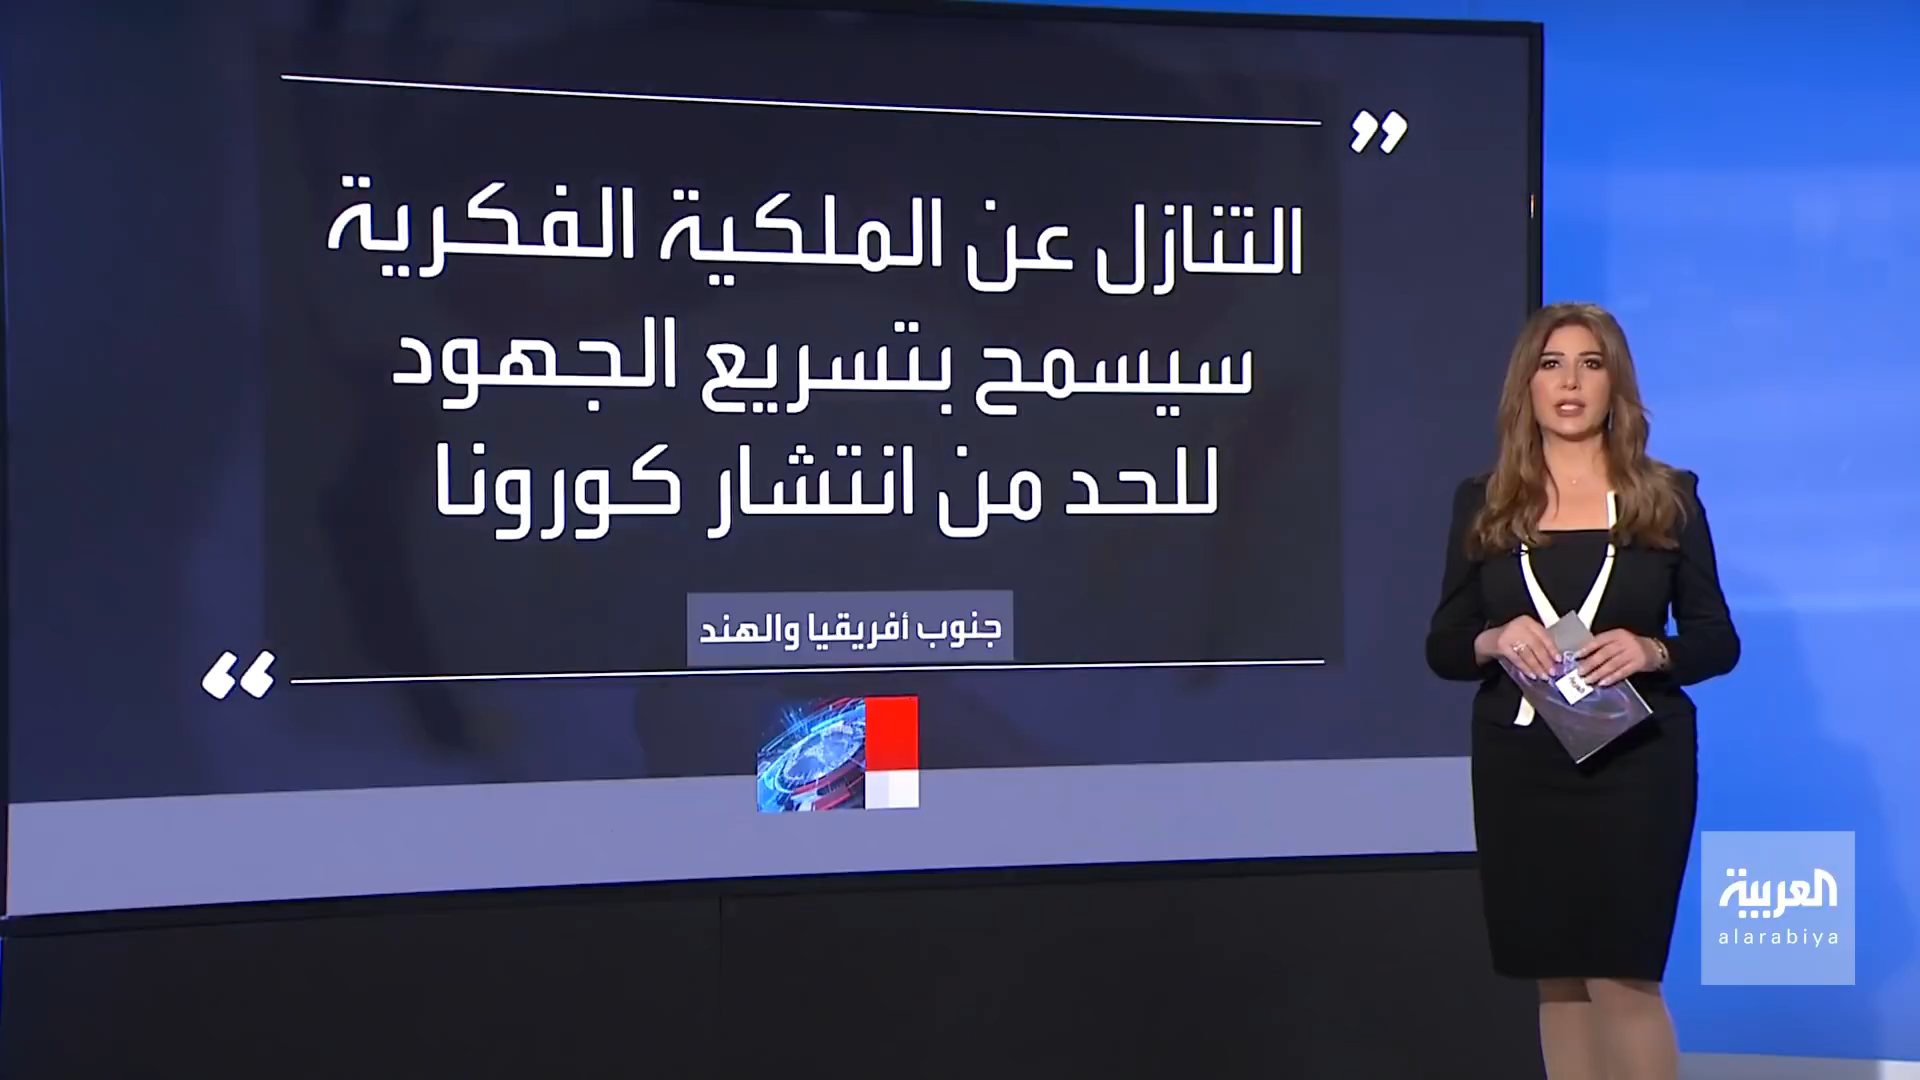 التنازل عن الملكية الفكرية
سيسمح بتسريع الجهود
للحد من انتشار كورونا
جنوب أفريقيا والهند
العربية
alarabiya